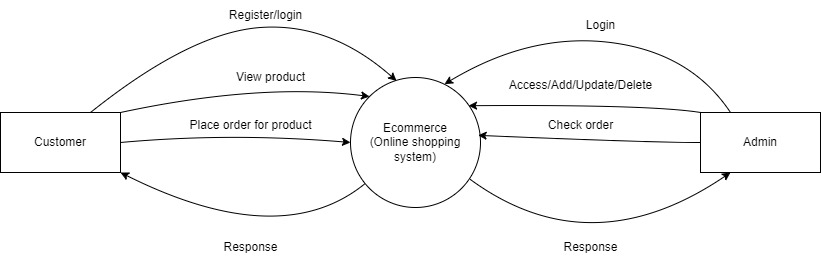 Register/login
Login
View product
Access/Add/Update/Delete
Place order for product
Check order
Customer
Ecommerce
(Online shopping
system)
Admin
Response
Response